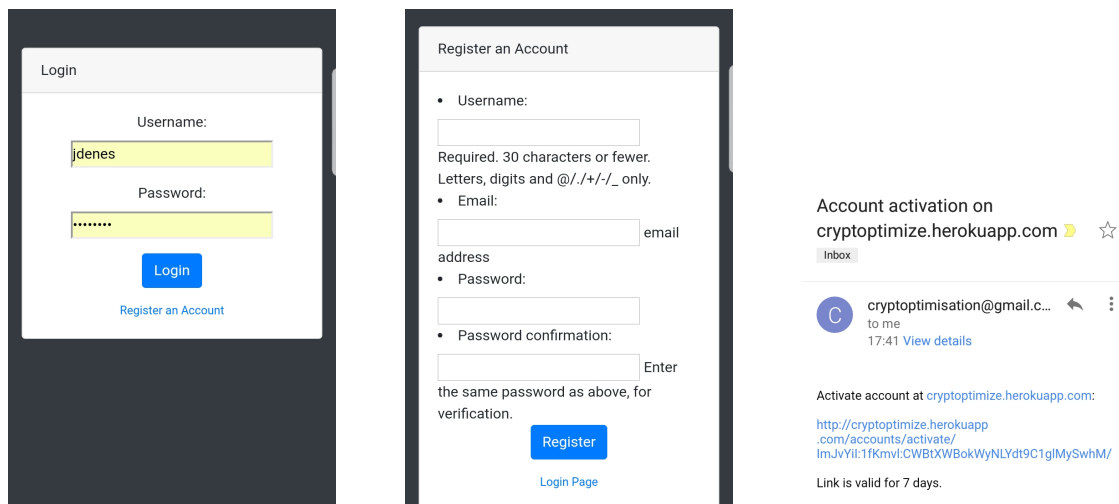 Login
Username:
jdenes
Password:
••••••••
Login
Register an Account
Register an Account
• Username:
Required. 30 characters or fewer.
Letters, digits and @/./+/-/_ only.
• Email:
email
address
• Password:
• Password confirmation:
Enter
the same password as above, for
verification.
Register
Login Page
Account activation on
cryptoptimize.herokuapp.com
Inbox
C
cryptoptimisation@gmail.c...
to me
17:41 View details
Activate account at cryptoptimize.herokuapp.com:
http://cryptoptimize.herokuapp
.com/accounts/activate/
ImJvYiI:1fKmvl:CWBtXWBokWyNLYdt9C1glMySwhM/
Link is valid for 7 days.